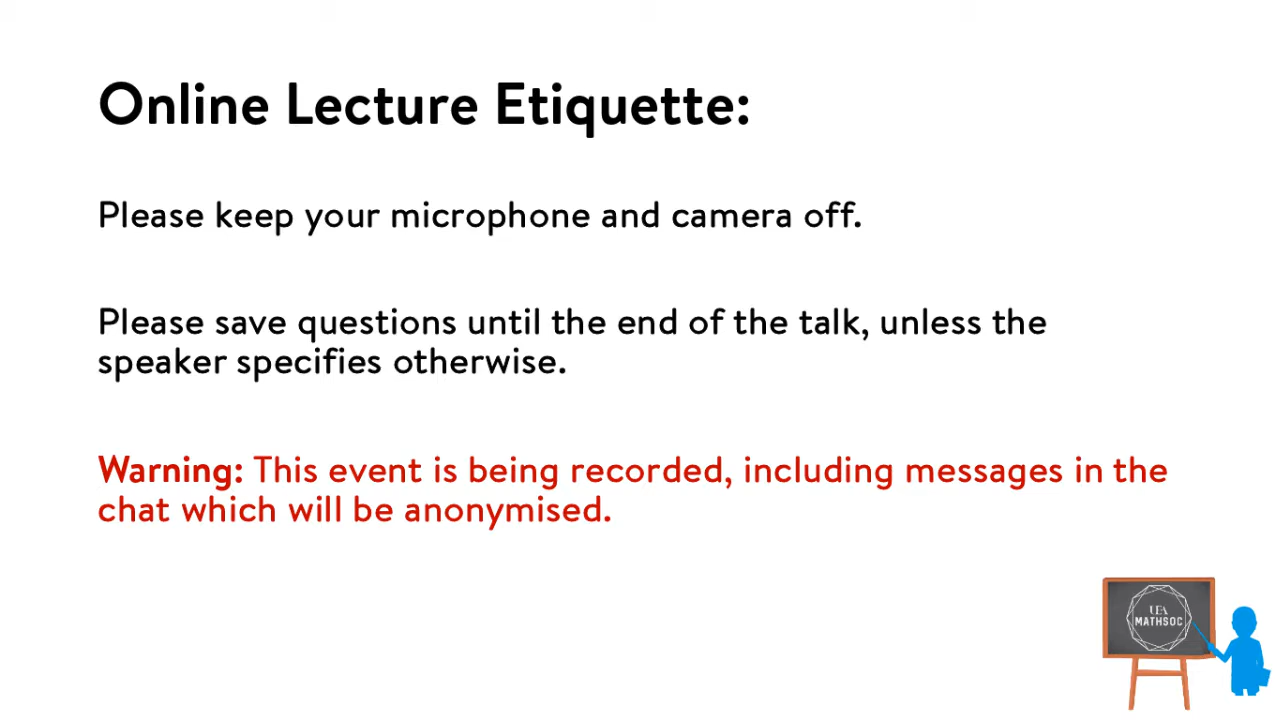 Online Lecture Etiquette:
Please keep your microphone and camera off.
Please save questions until the end of the talk, unless the
speaker specifies otherwise.
Warning: This event is being recorded, including messages in the
chat which will be anonymised.
UEA
MATHSOC